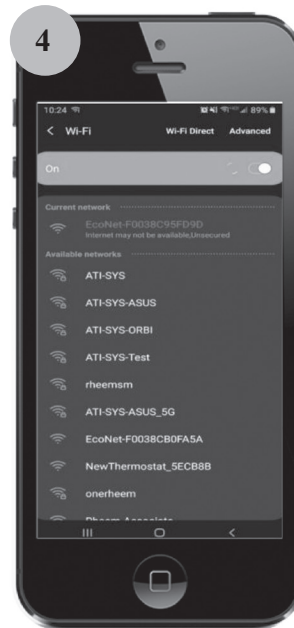 4
10:24 89%
< Wi-Fi Wi-Fi Direct Advanced
On
Current network
EcoNet-F0038C95FD9D
Internet may not be available,Unsecured
Available networks
ATI-SYS
ATI-SYS-ASUS
ATI-SYS-ORBI
ATI-SYS-Test
rheemsm
ATI-SYS-ASUS_5G
EcoNet-F0038CB0FA5A
NewThermostat_5ECB8B
onerheem
Rheem-Associate